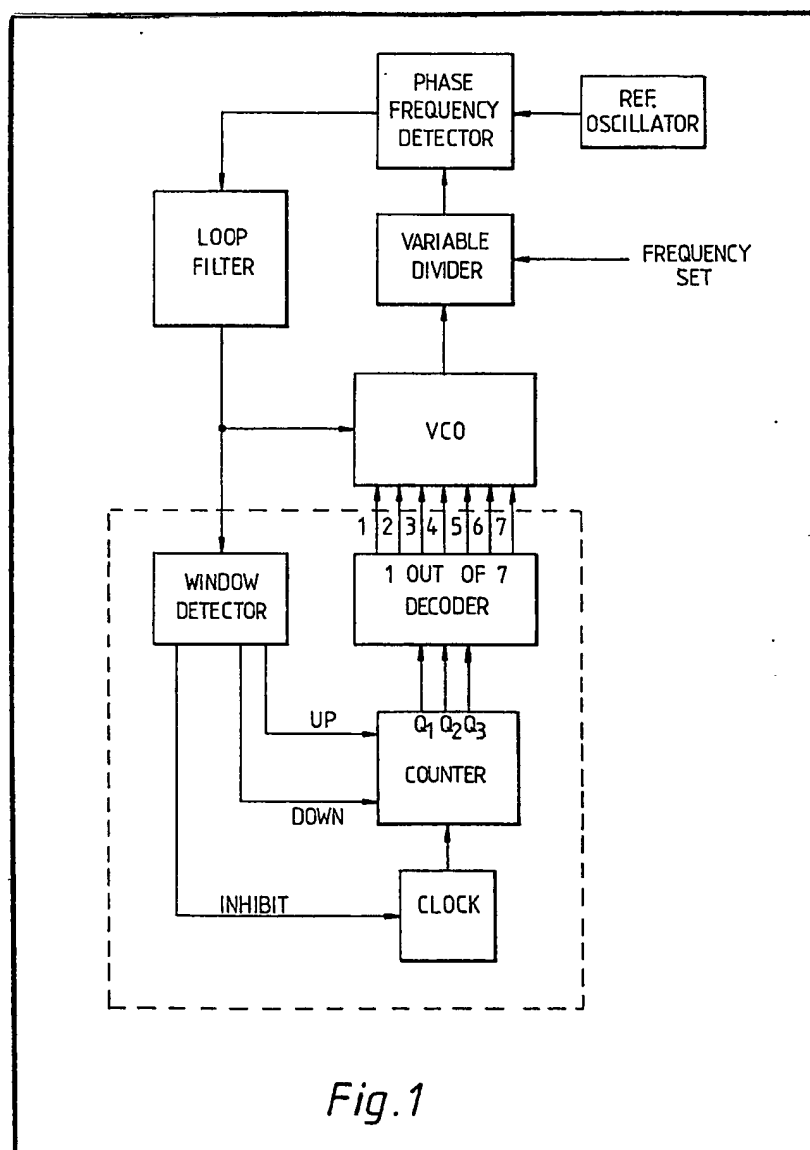 PHASE
FREQUENCY
DETECTOR
REF.
OSCILLATOR
LOOP
FILTER
VARIABLE
DIVIDER
FREQUENCY
SET
VCO
1 2 3 4 5 6 7
WINDOW
DETECTOR
1 OUT OF 7
DECODER
UP
Q1 Q2 Q3
COUNTER
DOWN
INHIBIT
CLOCK
Fig.1